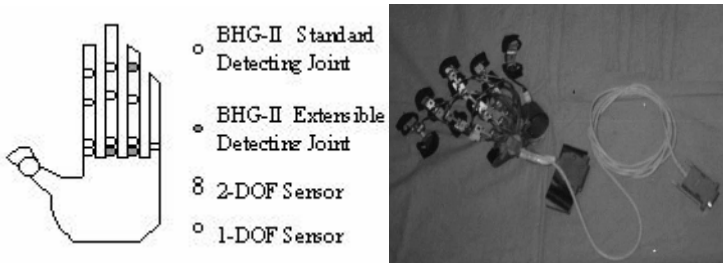 BHG-II Standard
Detecting Joint
BHG-II Extensible
Detecting Joint
2-DOF Sensor
1-DOF Sensor